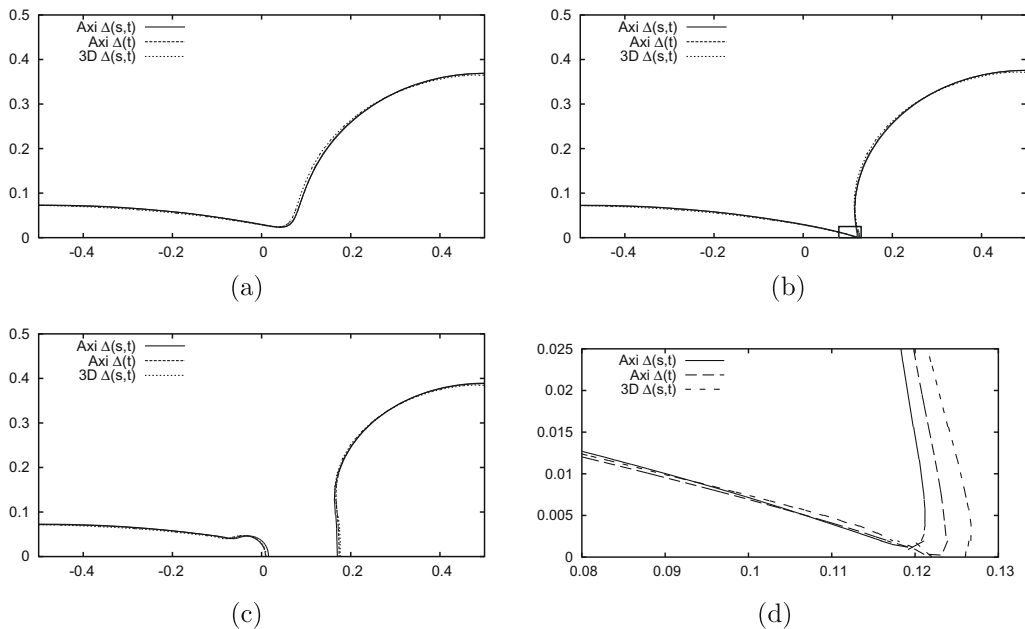 0.5
0.4
0.3
0.2
0.1
0
Axi Δ(s,t)
Axi Δ(t)
3D Δ(s,t)
-0.4 -0.2 0 0.2 0.4
(a)
0.5
0.4
0.3
0.2
0.1
0
Axi Δ(s,t)
Axi Δ(t)
3D Δ(s,t)
-0.4 -0.2 0 0.2 0.4
(b)
0.5
0.4
0.3
0.2
0.1
0
Axi Δ(s,t)
Axi Δ(t)
3D Δ(s,t)
-0.4 -0.2 0 0.2 0.4
(c)
0.025
0.02
0.015
0.01
0.005
0
Axi Δ(s,t)
Axi Δ(t)
3D Δ(s,t)
0.08 0.09 0.1 0.11 0.12 0.13
(d)